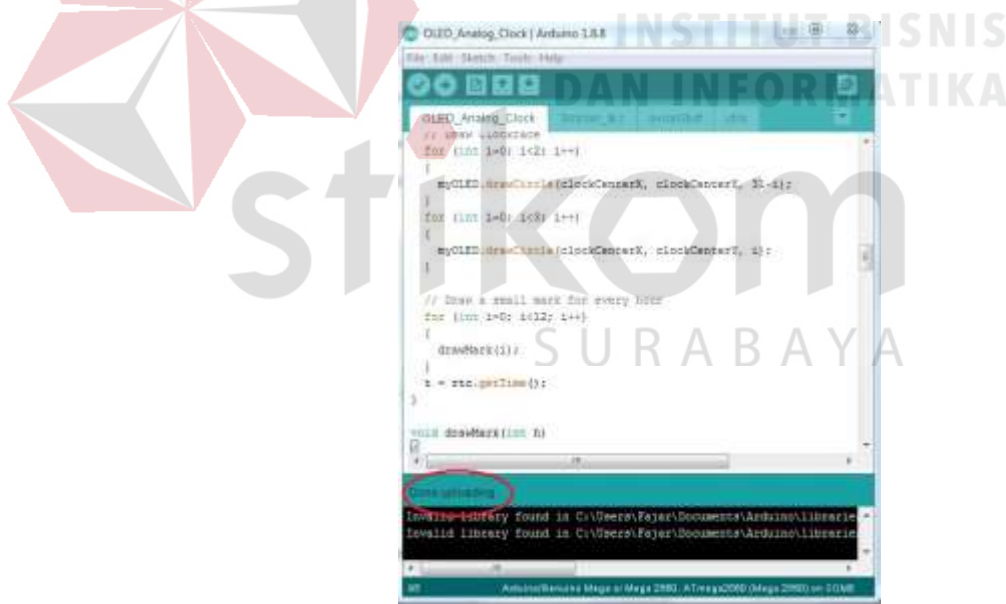 INSTITUT BISNIS
DAN INFORMATIKA
stikom
SURABAYA
OLED_Analog_Clock | Arduino 1.8.8
File Edit Sketch Tools Help
OLED_Analog_Clock
// Draw clockface
for (int i=0; i<2; i++)
{
myOLED.drawCircle(clockCenterX, clockCenterY, 31-i);
}
for (int i=0; i<3; i++)
{
myOLED.drawCircle(clockCenterX, clockCenterY, i);
}
// Draw a small mark for every hour
for (int i=0; i<12; i++)
{
drawMark(i);
}
t = rtc.getTime();
}
void drawMark(int h)
{
Done uploading
Invalid library found in C:\Users\Fajar\Documents\Arduino\librarie
Invalid library found in C:\Users\Fajar\Documents\Arduino\librarie
Arduino/Genuino Mega or Mega 2560, ATmega2560 (Mega 2560) on